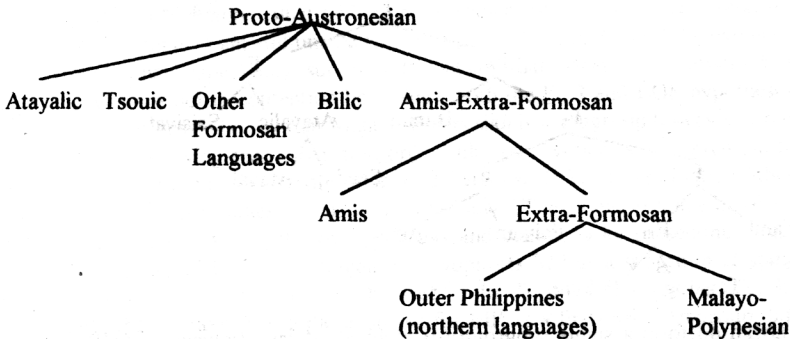 Proto-Austronesian
Atayalic Tsouic Other Formosan Languages Bilic Amis-Extra-Formosan
Amis Extra-Formosan
Outer Philippines (northern languages) Malayo-Polynesian